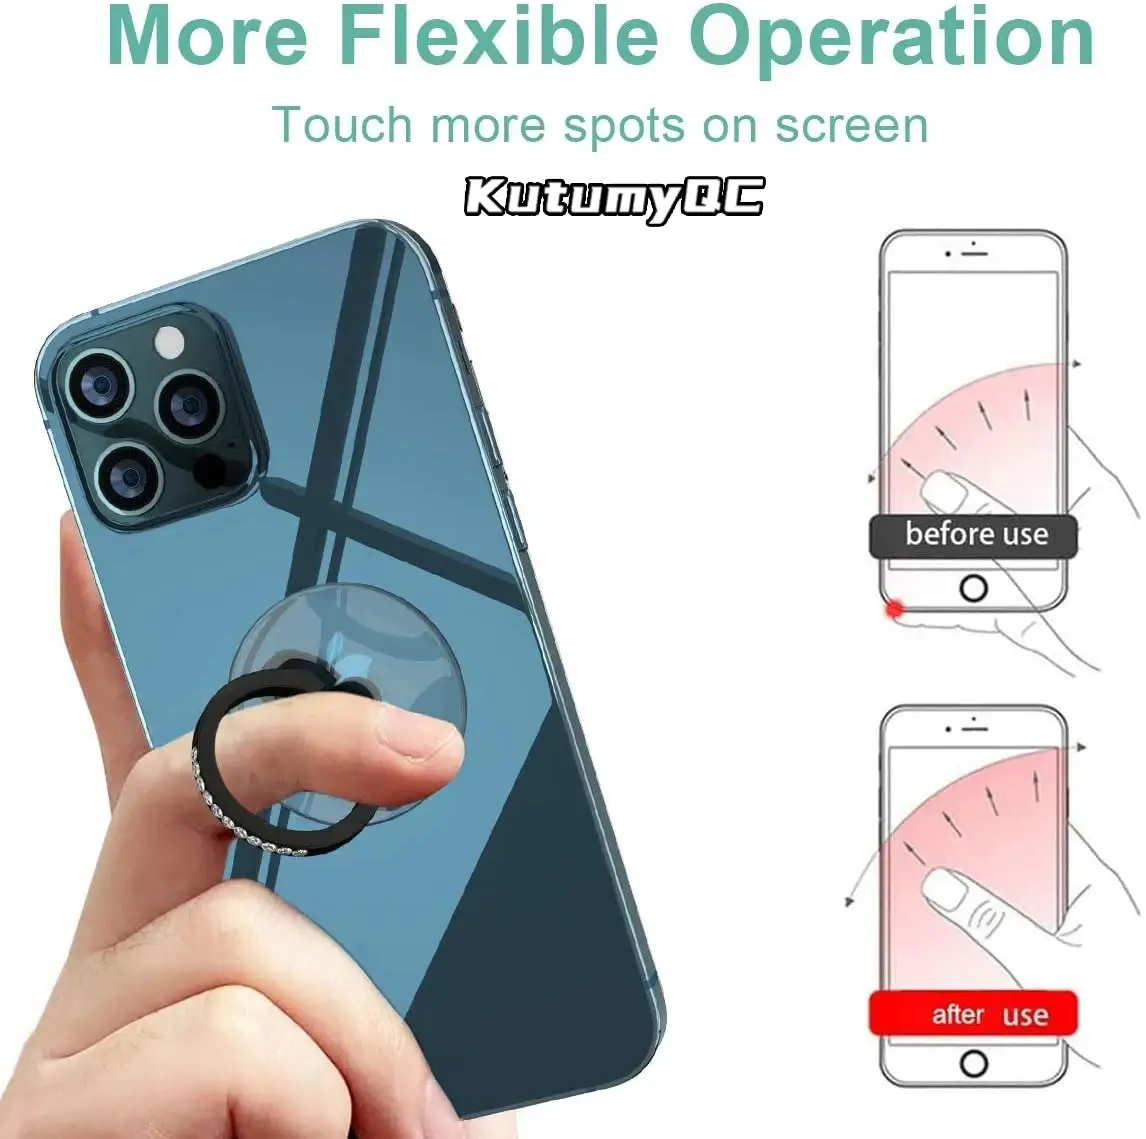 More Flexible Operation
Touch more spots on screen
KutumyQC
before use
after use